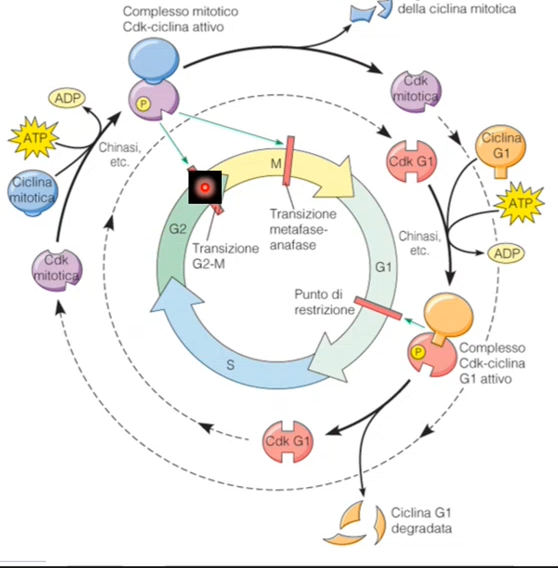 Complesso mitotico
Cdk-ciclina attivo
della ciclina mitotica
P
Cdk
mitotica
ADP
ATP
Chinasi,
etc.
Ciclina
mitotica
Cdk
mitotica
M
Cdk G1
Ciclina
G1
ATP
Chinasi,
etc.
ADP
G2
Transizione
G2-M
Transizione
metafase-
anafase
G1
Punto di
restrizione
S
P
Complesso
Cdk-ciclina
G1 attivo
Cdk G1
Ciclina G1
degradata